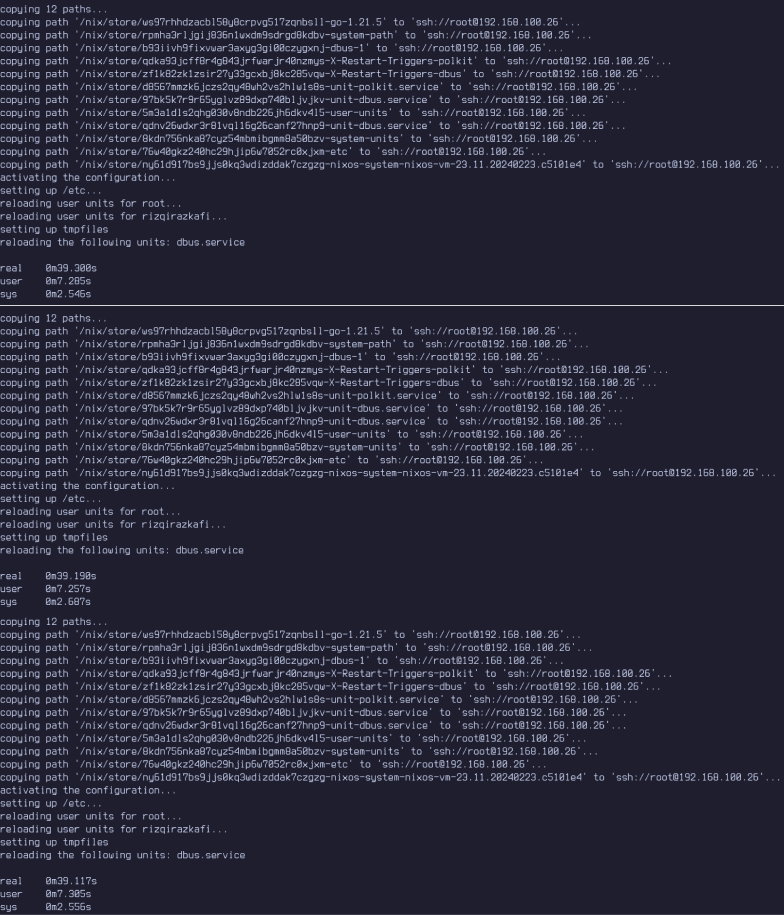 copying 12 paths...
copying path '/nix/store/ws97rhhdzacbl58y8crpvg517zqnbsll-go-1.21.5' to 'ssh://root@192.168.100.26'...
copying path '/nix/store/rpmha3rljgij836n1wxdm9sdrgd8kdbv-system-path' to 'ssh://root@192.168.100.26'...
copying path '/nix/store/b93iivh9fixvwar3axyg3gi00czygxnj-dbus-1' to 'ssh://root@192.168.100.26'...
copying path '/nix/store/qdka93jcff8r4g843jrfwarjr40nzmys-X-Restart-Triggers-polkit' to 'ssh://root@192.168.100.26'...
copying path '/nix/store/zf1k82zk1zsir27y33gcxbj8kc285vqw-X-Restart-Triggers-dbus' to 'ssh://root@192.168.100.26'...
copying path '/nix/store/d8567mmzk6jczs2qy48wh2vs2hlw1s8s-unit-polkit.service' to 'ssh://root@192.168.100.26'...
copying path '/nix/store/97bk5k7r9r65yglvz89dxp740bljvjkv-unit-dbus.service' to 'ssh://root@192.168.100.26'...
copying path '/nix/store/5m3a1dls2qhg030v8ndb226jh6dkv4l5-user-units' to 'ssh://root@192.168.100.26'...
copying path '/nix/store/qdnv26wdxr3r81vql16g26canf27hnp9-unit-dbus.service' to 'ssh://root@192.168.100.26'...
copying path '/nix/store/8kdn756nka87cyz54mbmibgmm8a50bzv-system-units' to 'ssh://root@192.168.100.26'...
copying path '/nix/store/76w40gkz240hc29hjip6w7052rc0xjxm-etc' to 'ssh://root@192.168.100.26'...
copying path '/nix/store/ny61d917bs9jjs0kq3wdizddak7czgzg-nixos-system-nixos-vm-23.11.20240223.c5101e4' to 'ssh://root@192.168.100.26'...
activating the configuration...
setting up /etc...
reloading user units for root...
reloading user units for rizqirazkafi...
setting up tmpfiles
reloading the following units: dbus.service
real 0m39.300s
user 0m7.285s
sys 0m2.546s
copying 12 paths...
copying path '/nix/store/ws97rhhdzacbl58y8crpvg517zqnbsll-go-1.21.5' to 'ssh://root@192.168.100.26'...
copying path '/nix/store/rpmha3rljgij836n1wxdm9sdrgd8kdbv-system-path' to 'ssh://root@192.168.100.26'...
copying path '/nix/store/b93iivh9fixvwar3axyg3gi00czygxnj-dbus-1' to 'ssh://root@192.168.100.26'...
copying path '/nix/store/qdka93jcff8r4g843jrfwarjr40nzmys-X-Restart-Triggers-polkit' to 'ssh://root@192.168.100.26'...
copying path '/nix/store/zf1k82zk1zsir27y33gcxbj8kc285vqw-X-Restart-Triggers-dbus' to 'ssh://root@192.168.100.26'...
copying path '/nix/store/d8567mmzk6jczs2qy48wh2vs2hlw1s8s-unit-polkit.service' to 'ssh://root@192.168.100.26'...
copying path '/nix/store/97bk5k7r9r65yglvz89dxp740bljvjkv-unit-dbus.service' to 'ssh://root@192.168.100.26'...
copying path '/nix/store/qdnv26wdxr3r81vql16g26canf27hnp9-unit-dbus.service' to 'ssh://root@192.168.100.26'...
copying path '/nix/store/5m3a1dls2qhg030v8ndb226jh6dkv4l5-user-units' to 'ssh://root@192.168.100.26'...
copying path '/nix/store/8kdn756nka87cyz54mbmibgmm8a50bzv-system-units' to 'ssh://root@192.168.100.26'...
copying path '/nix/store/76w40gkz240hc29hjip6w7052rc0xjxm-etc' to 'ssh://root@192.168.100.26'...
copying path '/nix/store/ny61d917bs9jjs0kq3wdizddak7czgzg-nixos-system-nixos-vm-23.11.20240223.c5101e4' to 'ssh://root@192.168.100.26'...
activating the configuration...
setting up /etc...
reloading user units for root...
reloading user units for rizqirazkafi...
setting up tmpfiles
reloading the following units: dbus.service
real 0m39.190s
user 0m7.257s
sys 0m2.687s
copying 12 paths...
copying path '/nix/store/ws97rhhdzacbl58y8crpvg517zqnbsll-go-1.21.5' to 'ssh://root@192.168.100.26'...
copying path '/nix/store/rpmha3rljgij836n1wxdm9sdrgd8kdbv-system-path' to 'ssh://root@192.168.100.26'...
copying path '/nix/store/b93iivh9fixvwar3axyg3gi00czygxnj-dbus-1' to 'ssh://root@192.168.100.26'...
copying path '/nix/store/qdka93jcff8r4g843jrfwarjr40nzmys-X-Restart-Triggers-polkit' to 'ssh://root@192.168.100.26'...
copying path '/nix/store/zf1k82zk1zsir27y33gcxbj8kc285vqw-X-Restart-Triggers-dbus' to 'ssh://root@192.168.100.26'...
copying path '/nix/store/d8567mmzk6jczs2qy48wh2vs2hlw1s8s-unit-polkit.service' to 'ssh://root@192.168.100.26'...
copying path '/nix/store/97bk5k7r9r65yglvz89dxp740bljvjkv-unit-dbus.service' to 'ssh://root@192.168.100.26'...
copying path '/nix/store/qdnv26wdxr3r81vql16g26canf27hnp9-unit-dbus.service' to 'ssh://root@192.168.100.26'...
copying path '/nix/store/5m3a1dls2qhg030v8ndb226jh6dkv4l5-user-units' to 'ssh://root@192.168.100.26'...
copying path '/nix/store/8kdn756nka87cyz54mbmibgmm8a50bzv-system-units' to 'ssh://root@192.168.100.26'...
copying path '/nix/store/76w40gkz240hc29hjip6w7052rc0xjxm-etc' to 'ssh://root@192.168.100.26'...
copying path '/nix/store/ny61d917bs9jjs0kq3wdizddak7czgzg-nixos-system-nixos-vm-23.11.20240223.c5101e4' to 'ssh://root@192.168.100.26'...
activating the configuration...
setting up /etc...
reloading user units for root...
reloading user units for rizqirazkafi...
setting up tmpfiles
reloading the following units: dbus.service
real 0m39.117s
user 0m7.305s
sys 0m2.556s